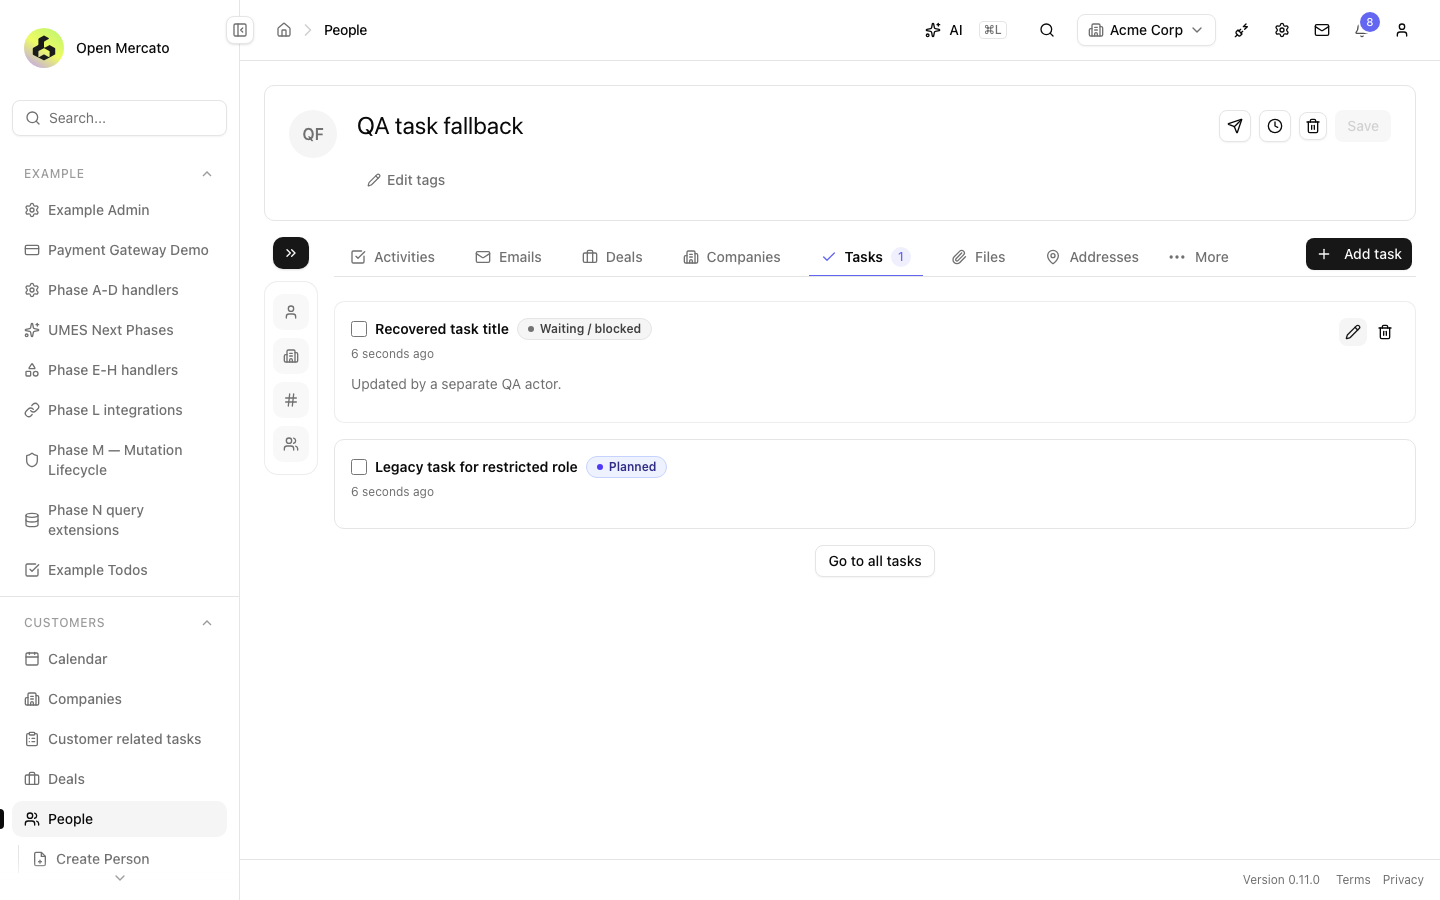 Open Mercato
Search...
EXAMPLE
Example Admin
Payment Gateway Demo
Phase A-D handlers
UMES Next Phases
Phase E-H handlers
Phase L integrations
Phase M — Mutation
Lifecycle
Phase N query
extensions
Example Todos
CUSTOMERS
Calendar
Companies
Customer related tasks
Deals
People
Create Person
People
AI ⌘L
Acme Corp
8
QF
QA task fallback
Save
Edit tags
Activities
Emails
Deals
Companies
Tasks 1
Files
Addresses
More
Add task
Recovered task title
Waiting / blocked
6 seconds ago
Updated by a separate QA actor.
Legacy task for restricted role
Planned
6 seconds ago
Go to all tasks
Version 0.11.0
Terms
Privacy